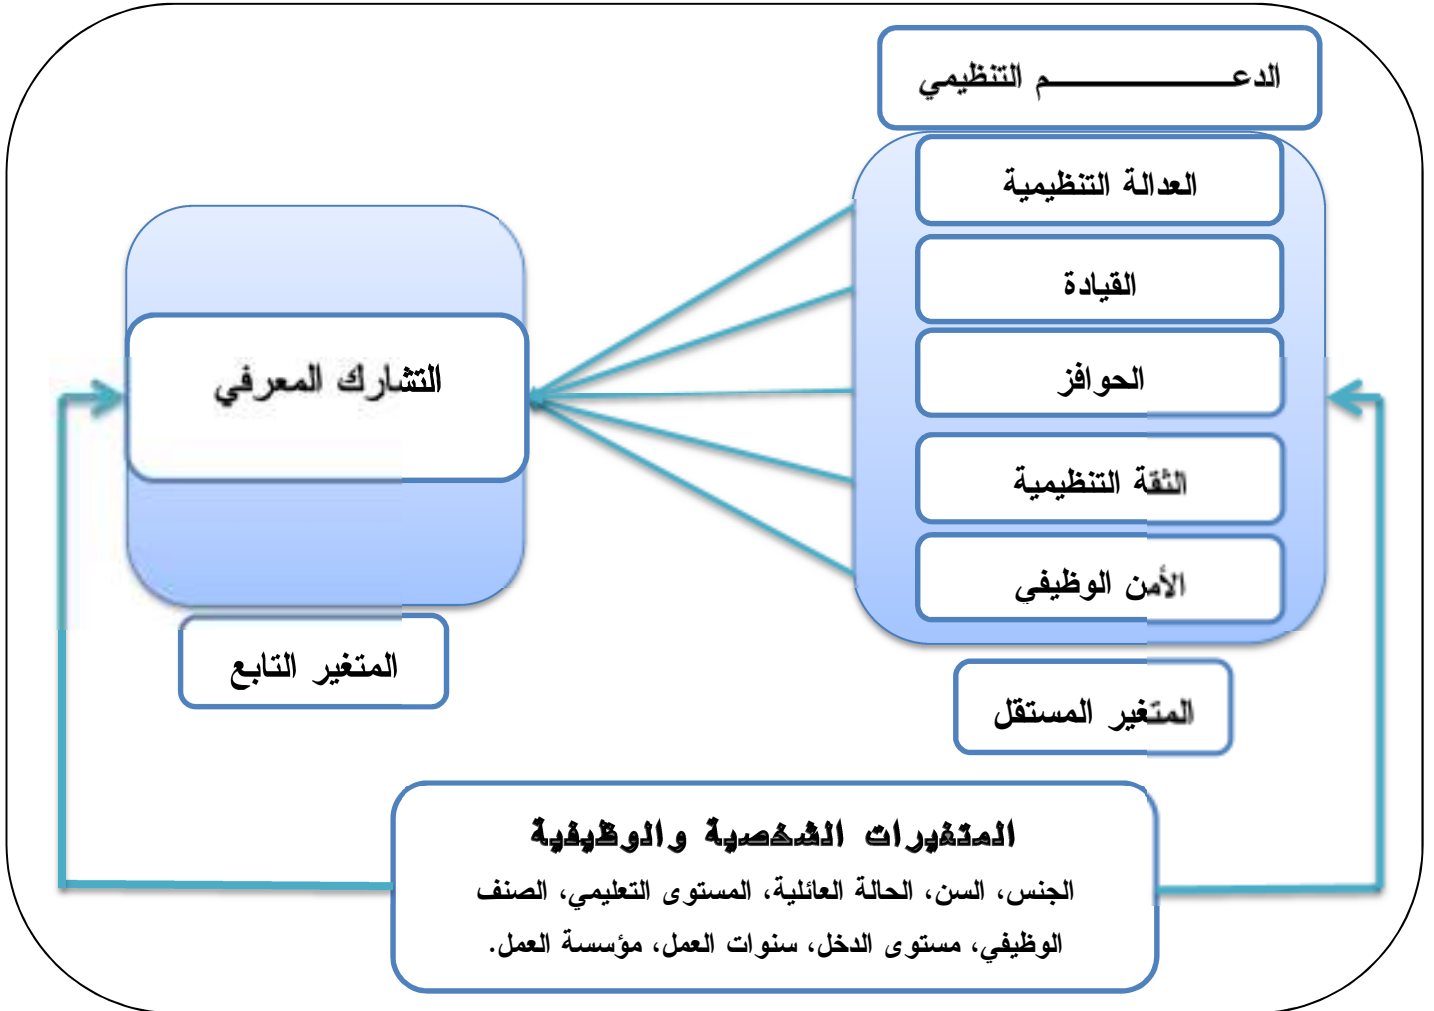 الدعـــــــــــــم التنظيمي
العدالة التنظيمية
القيادة
الحوافز
الثقة التنظيمية
الأمن الوظيفي
المتغير المستقل
التشارك المعرفي
المتغير التابع
المتغيرات الشخصية والوظيفية
الجنس، السن، الحالة العائلية، المستوى التعليمي، الصنف
الوظيفي، مستوى الدخل، سنوات العمل، مؤسسة العمل.